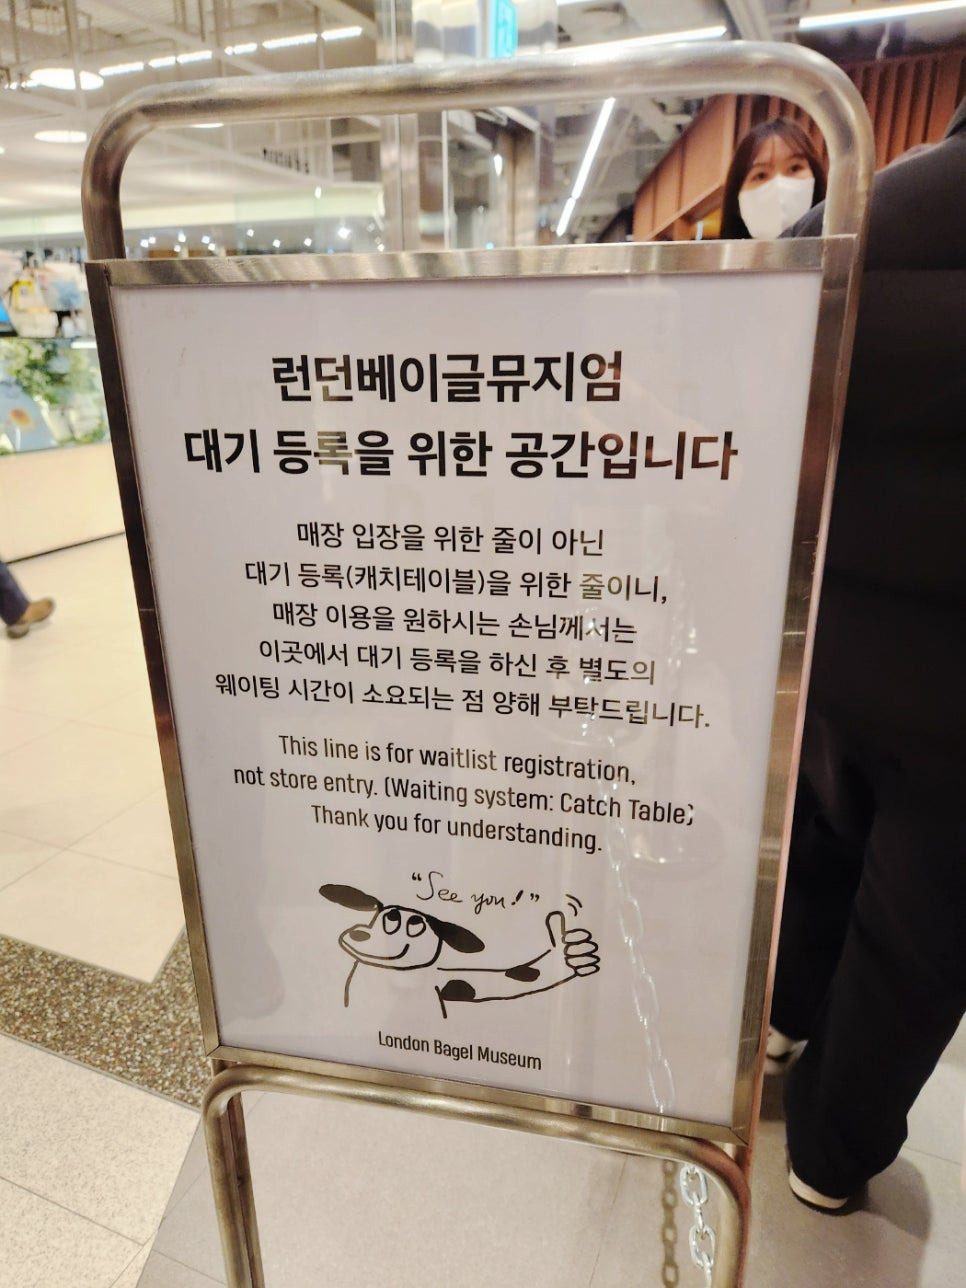 런던베이글뮤지엄
대기 등록을 위한 공간입니다
매장 입장을 위한 줄이 아닌
대기 등록(캐치테이블)을 위한 줄이니,
매장 이용을 원하시는 손님께서는
이곳에서 대기 등록을 하신 후 별도의
웨이팅 시간이 소요되는 점 양해 부탁드립니다.
This line is for waitlist registration,
not store entry. (Waiting system: Catch Table)
Thank you for understanding.
"See you!"
London Bagel Museum